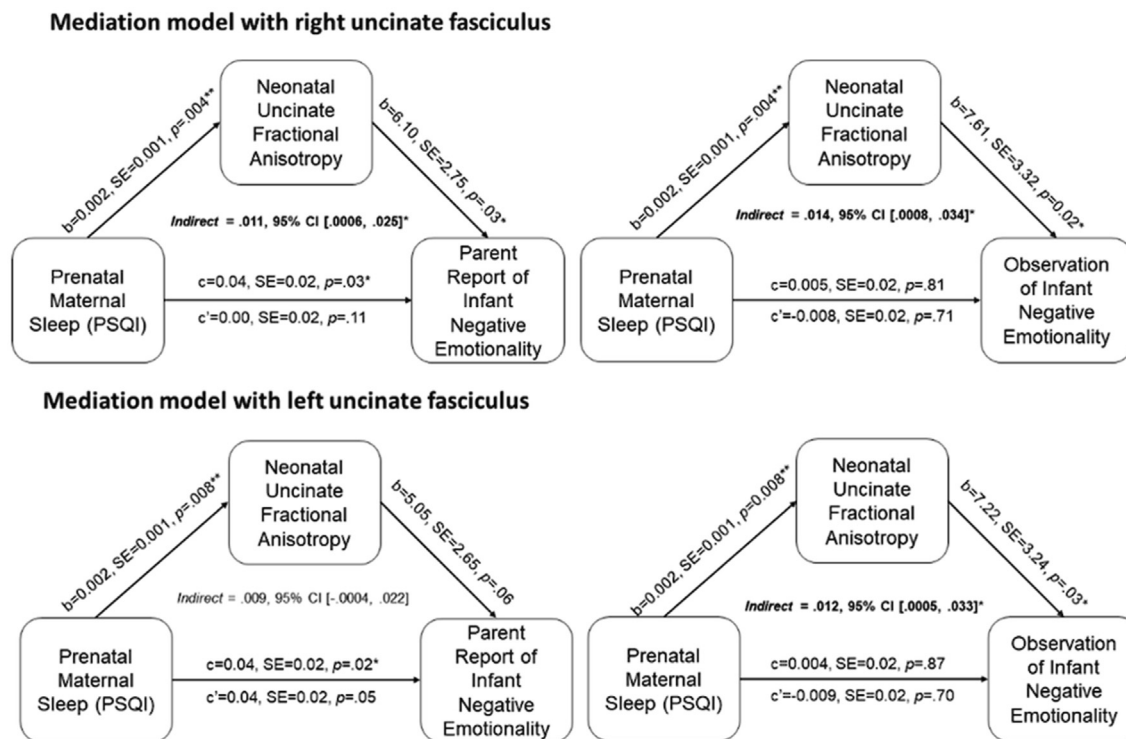 Mediation model with right uncinate fasciculus
Neonatal
Uncinate
Fractional
Anisotropy
b=0.002, SE=0.001, p=.004**
b=6.10, SE=2.75, p=.03*
Indirect = .011, 95% CI [.0006, .025]*
Prenatal
Maternal
Sleep (PSQI)
c=0.04, SE=0.02, p=.03*
c'=0.00, SE=0.02, p=.11
Parent
Report of
Infant
Negative
Emotionality
Neonatal
Uncinate
Fractional
Anisotropy
b=0.002, SE=0.001, p=.004**
b=7.61, SE=3.32, p=0.02*
Indirect = .014, 95% CI [.0008, .034]*
Prenatal
Maternal
Sleep (PSQI)
c=0.005, SE=0.02, p=.81
c'=-0.008, SE=0.02, p=.71
Observation
of Infant
Negative
Emotionality
Mediation model with left uncinate fasciculus
Neonatal
Uncinate
Fractional
Anisotropy
b=0.002, SE=0.001, p=.008**
b=5.05, SE=2.65, p=.06
Indirect = .009, 95% CI [-.0004, .022]
Prenatal
Maternal
Sleep (PSQI)
c=0.04, SE=0.02, p=.02*
c'=0.04, SE=0.02, p=.05
Parent
Report of
Infant
Negative
Emotionality
Neonatal
Uncinate
Fractional
Anisotropy
b=0.002, SE=0.001, p=0.008**
b=7.22, SE=3.24, p=.03*
Indirect = .012, 95% CI [.0005, .033]*
Prenatal
Maternal
Sleep (PSQI)
c=0.004, SE=0.02, p=.87
c'=-0.009, SE=0.02, p=.70
Observation
of Infant
Negative
Emotionality